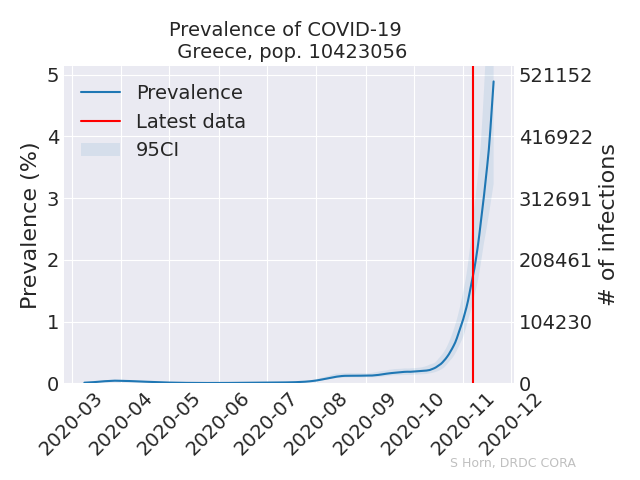 Prevalence of COVID-19
Greece, pop. 10423056
Prevalence
Latest data
95CI
Prevalence (%)
5
4
3
2
1
0
521152
416922
312691
208461
104230
0
# of infections
2020-03
2020-04
2020-05
2020-06
2020-07
2020-08
2020-09
2020-10
2020-11
2020-12
S Horn, DRDC CORA